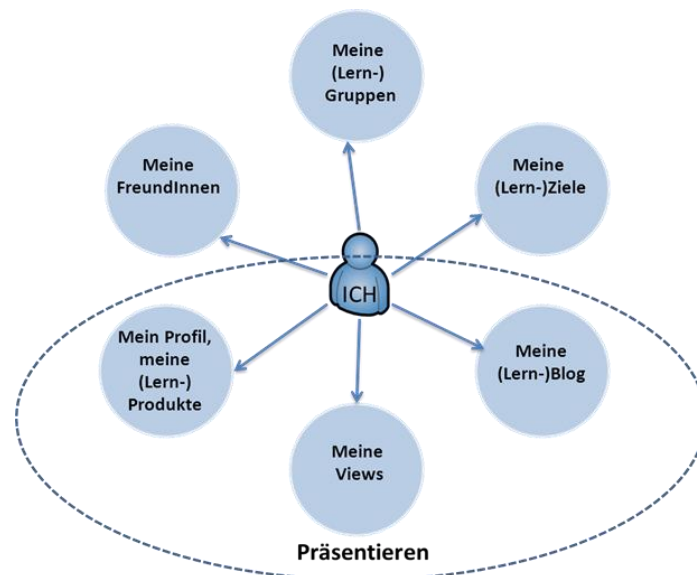 Meine
(Lern-)
Gruppen
Meine
FreundInnen
Meine
(Lern-)Ziele
ICH
Mein Profil,
meine
(Lern-)
Produkte
Meine
(Lern-)Blog
Meine
Views
Präsentieren